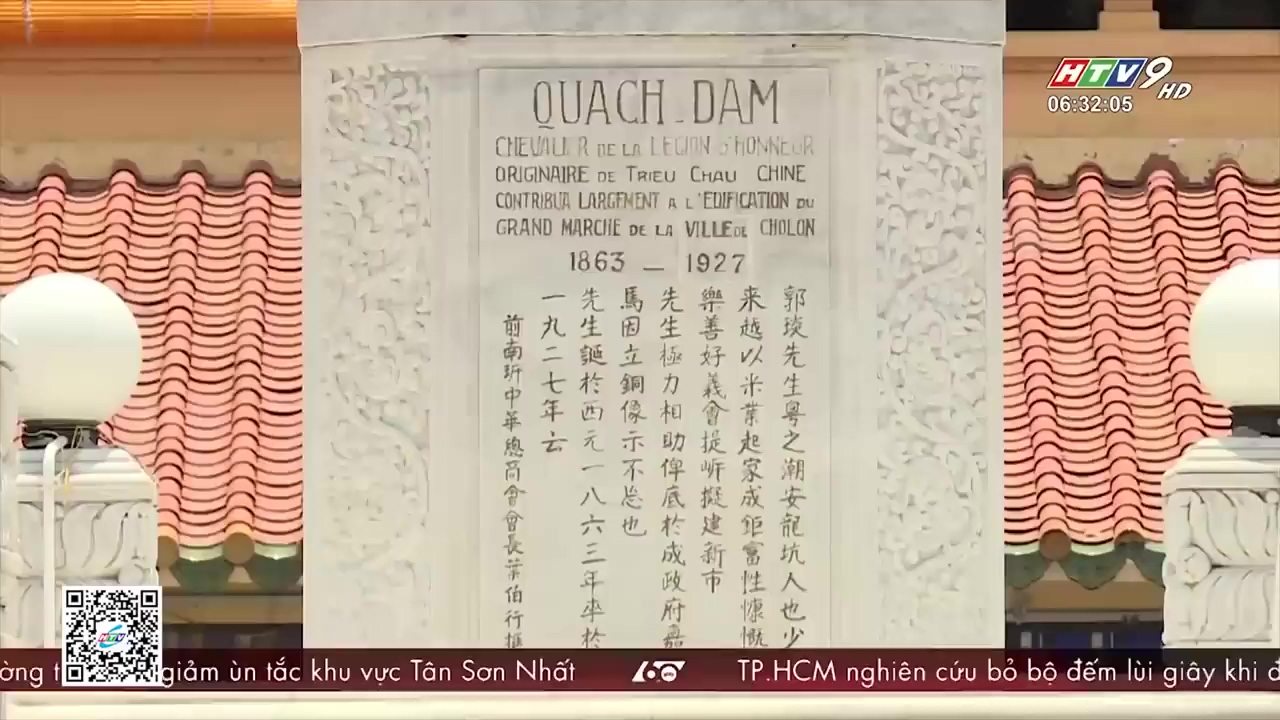 HTV9 HD
06:32:05
QUACH - DAM
CHEVALIER DE LA LEGION D'HONNEUR
ORIGINAIRE DE TRIEU CHAU CHINE
CONTRIBUA LARGEMENT A L'EDIFICATION DU
GRAND MARCHE DE LA VILLE DE CHOLON
1863 — 1927
郭琰先生粤之潮安龍坑人也少
来越以米業起家成鉅富性慷慨
樂善好義會提岍擬建新市
先生極力相助俾底於成政府嘉
焉因立銅像示不忘也
先生誕於西元一八六三年卒於
一九二七年云
前南圻中華總商會會長葉伯行撰
HTV
giảm ùn tắc khu vực Tân Sơn Nhất
60
TP.HCM nghiên cứu bỏ bộ đếm lùi giây khi